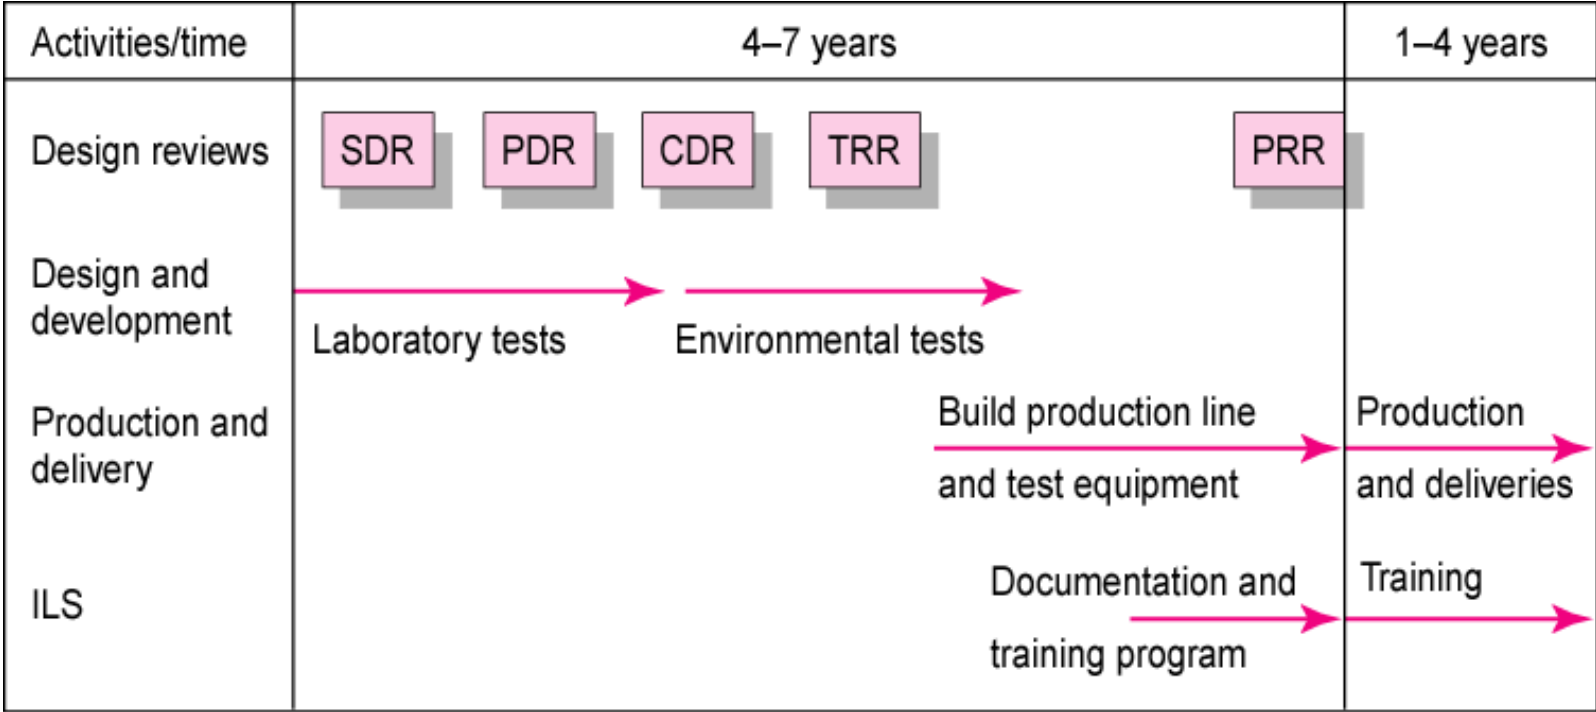 Activities/time
4–7 years
1–4 years
Design reviews
SDR
PDR
CDR
TRR
PRR
Design and
development
Laboratory tests
Environmental tests
Production and
delivery
Build production line
and test equipment
Production
and deliveries
ILS
Documentation and
training program
Training